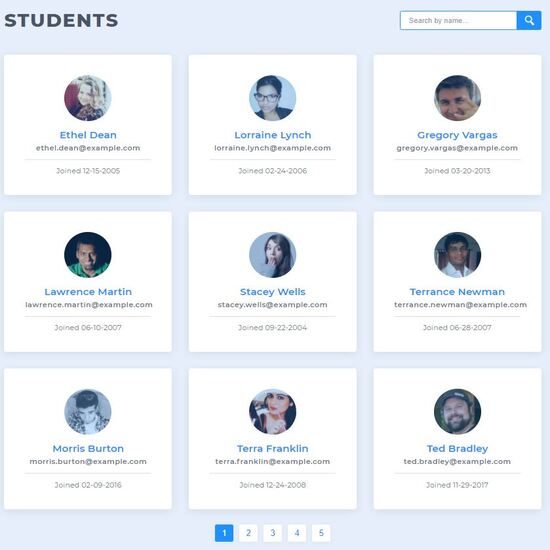 STUDENTS
Search by name...
Ethel Dean
ethel.dean@example.com
Joined 12-15-2005
Lorraine Lynch
lorraine.lynch@example.com
Joined 02-24-2006
Gregory Vargas
gregory.vargas@example.com
Joined 03-20-2013
Lawrence Martin
lawrence.martin@example.com
Joined 06-10-2007
Stacey Wells
stacey.wells@example.com
Joined 09-22-2004
Terrance Newman
terrance.newman@example.com
Joined 06-28-2007
Morris Burton
morris.burton@example.com
Joined 02-09-2016
Terra Franklin
terra.franklin@example.com
Joined 12-24-2008
Ted Bradley
ted.bradley@example.com
Joined 11-29-2017
1 2 3 4 5